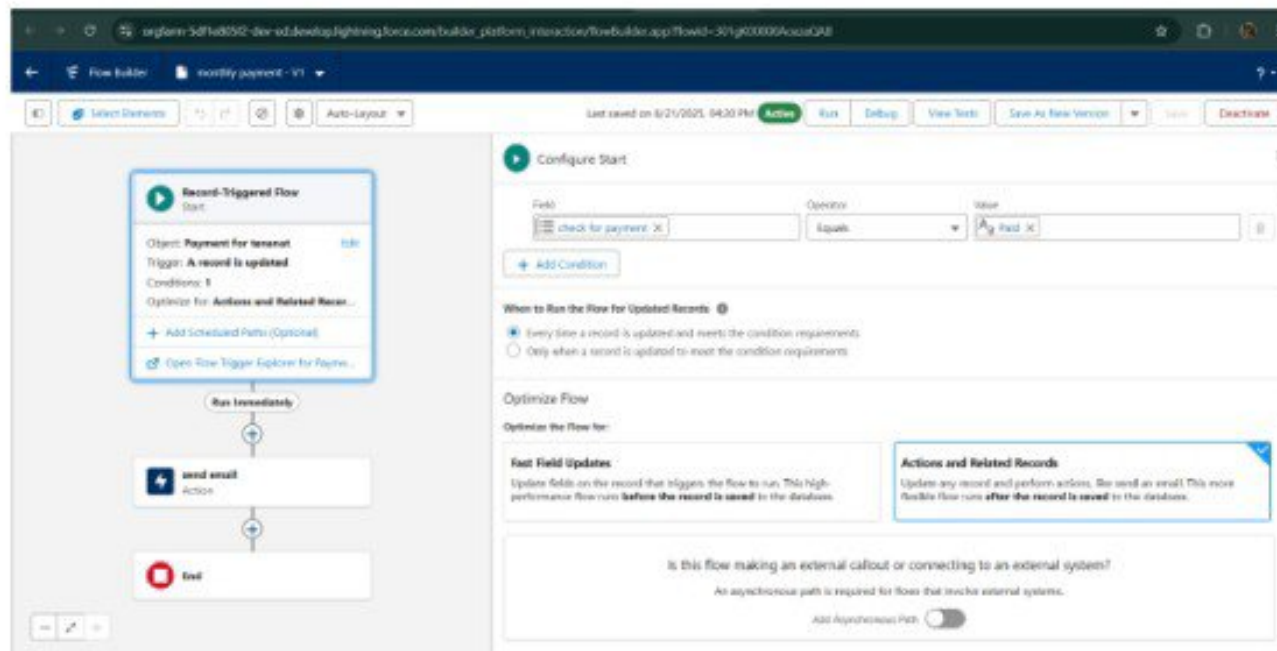 Flow Builder monthly payment - V1 ?
Select Elements Auto-Layout Last saved on 8/21/2025, 04:20 PM Active Run Debug View Tests Save As New Version Save Deactivate
Record-Triggered Flow
Start
Object: Payment for tenanat Edit
Trigger: A record is updated
Conditions: 1
Optimize for: Actions and Related Recor...
+ Add Scheduled Paths (Optional)
Open Flow Trigger Explorer for Payme...
Run Immediately
send email
Action
End
Configure Start
Field Operator Value
check for payment X Equals Paid X
+ Add Condition
When to Run the Flow for Updated Records
Every time a record is updated and meets the condition requirements
Only when a record is updated to meet the condition requirements
Optimize Flow
Optimize the Flow for:
Fast Field Updates
Update fields on the record that triggers the flow to run. This high-
performance flow runs before the record is saved to the database.
Actions and Related Records
Update any record and perform actions, like send an email. This more
flexible flow runs after the record is saved to the database.
Is this flow making an external callout or connecting to an external system?
An asynchronous path is required for flows that involve external systems.
Add Asynchronous Path